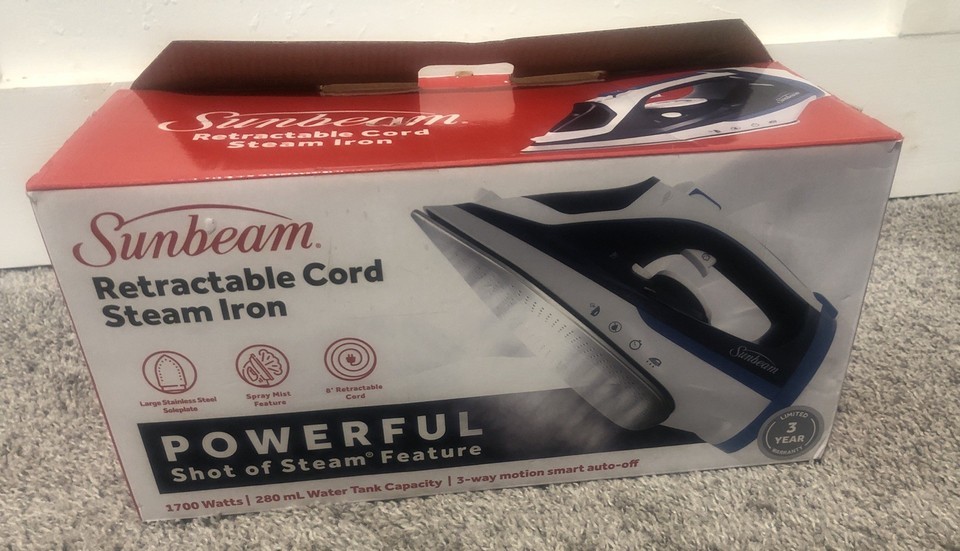 Sunbeam.
Retractable Cord
Steam Iron
Sunbeam
Sunbeam®
Retractable Cord
Steam Iron
Large Stainless Steel
Soleplate
Spray Mist
Feature
8' Retractable
Cord
POWERFUL
Shot of Steam® Feature
1700 Watts | 280 mL Water Tank Capacity | 3-way motion smart auto-off
Sunbeam
LIMITED
3
YEAR
WARRANTY